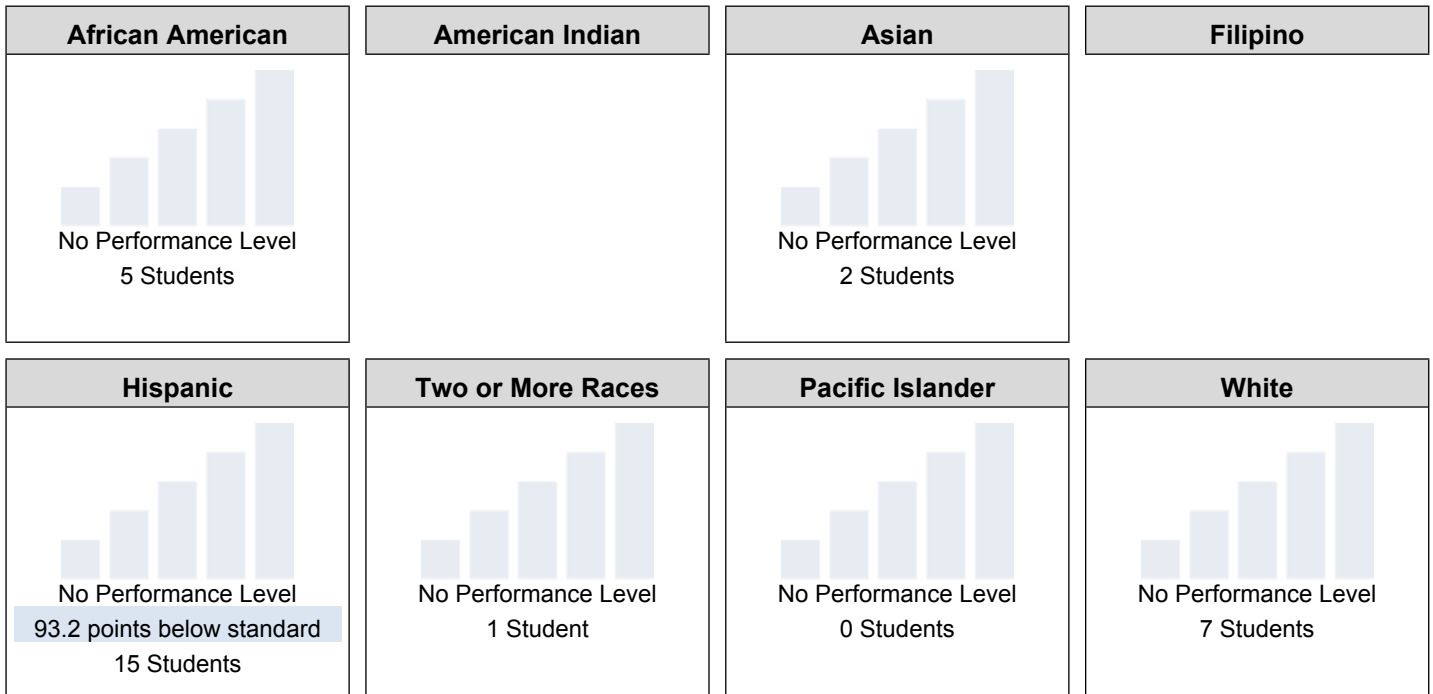 African American
American Indian
Asian
Filipino
No Performance Level
5 Students
No Performance Level
2 Students
Hispanic
Two or More Races
Pacific Islander
White
No Performance Level
93.2 points below standard
15 Students
No Performance Level
1 Student
No Performance Level
0 Students
No Performance Level
7 Students